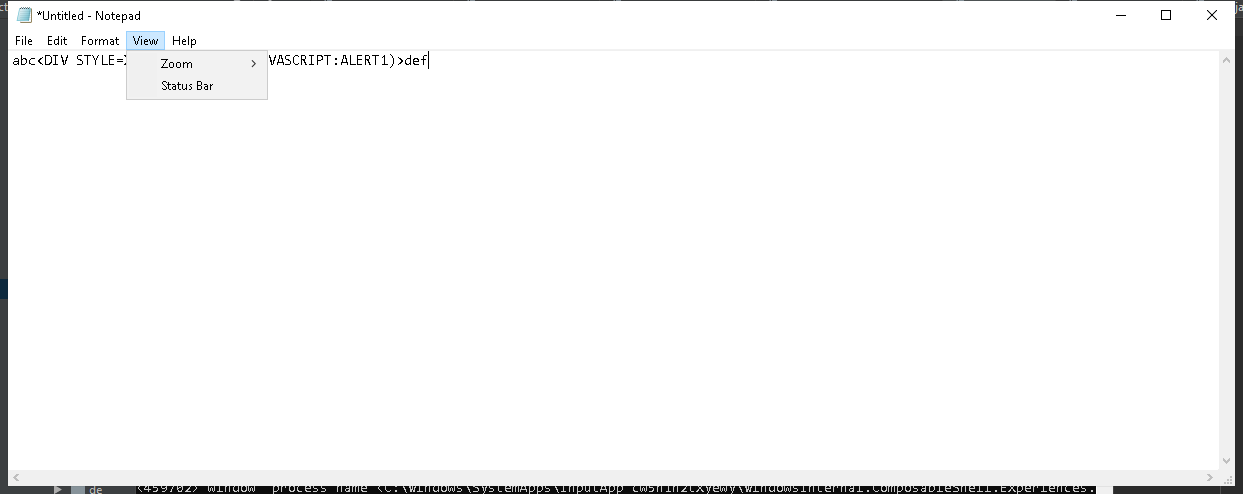 *Untitled - Notepad
File Edit Format View Help
abc<DIV STYLE= VASCRIPT:ALERT1)>def
Zoom >
Status Bar
de
<459702> window process name <C:\Windows\SystemApps\InputApp_cw5n1h2txyewy\WindowsInternal.ComposableShell.Experiences.